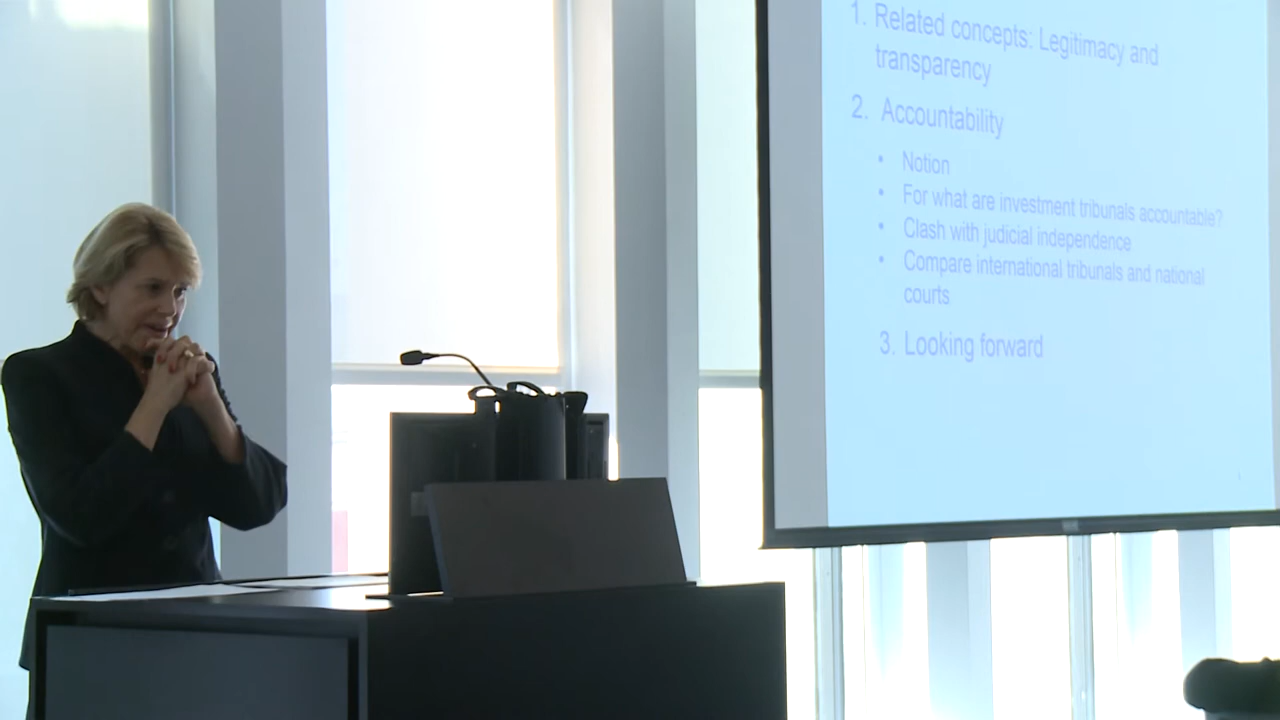 1. Related concepts: Legitimacy and
transparency
2. Accountability
• Notion
• For what are investment tribunals accountable?
• Clash with judicial independence
• Compare international tribunals and national
courts
3. Looking forward